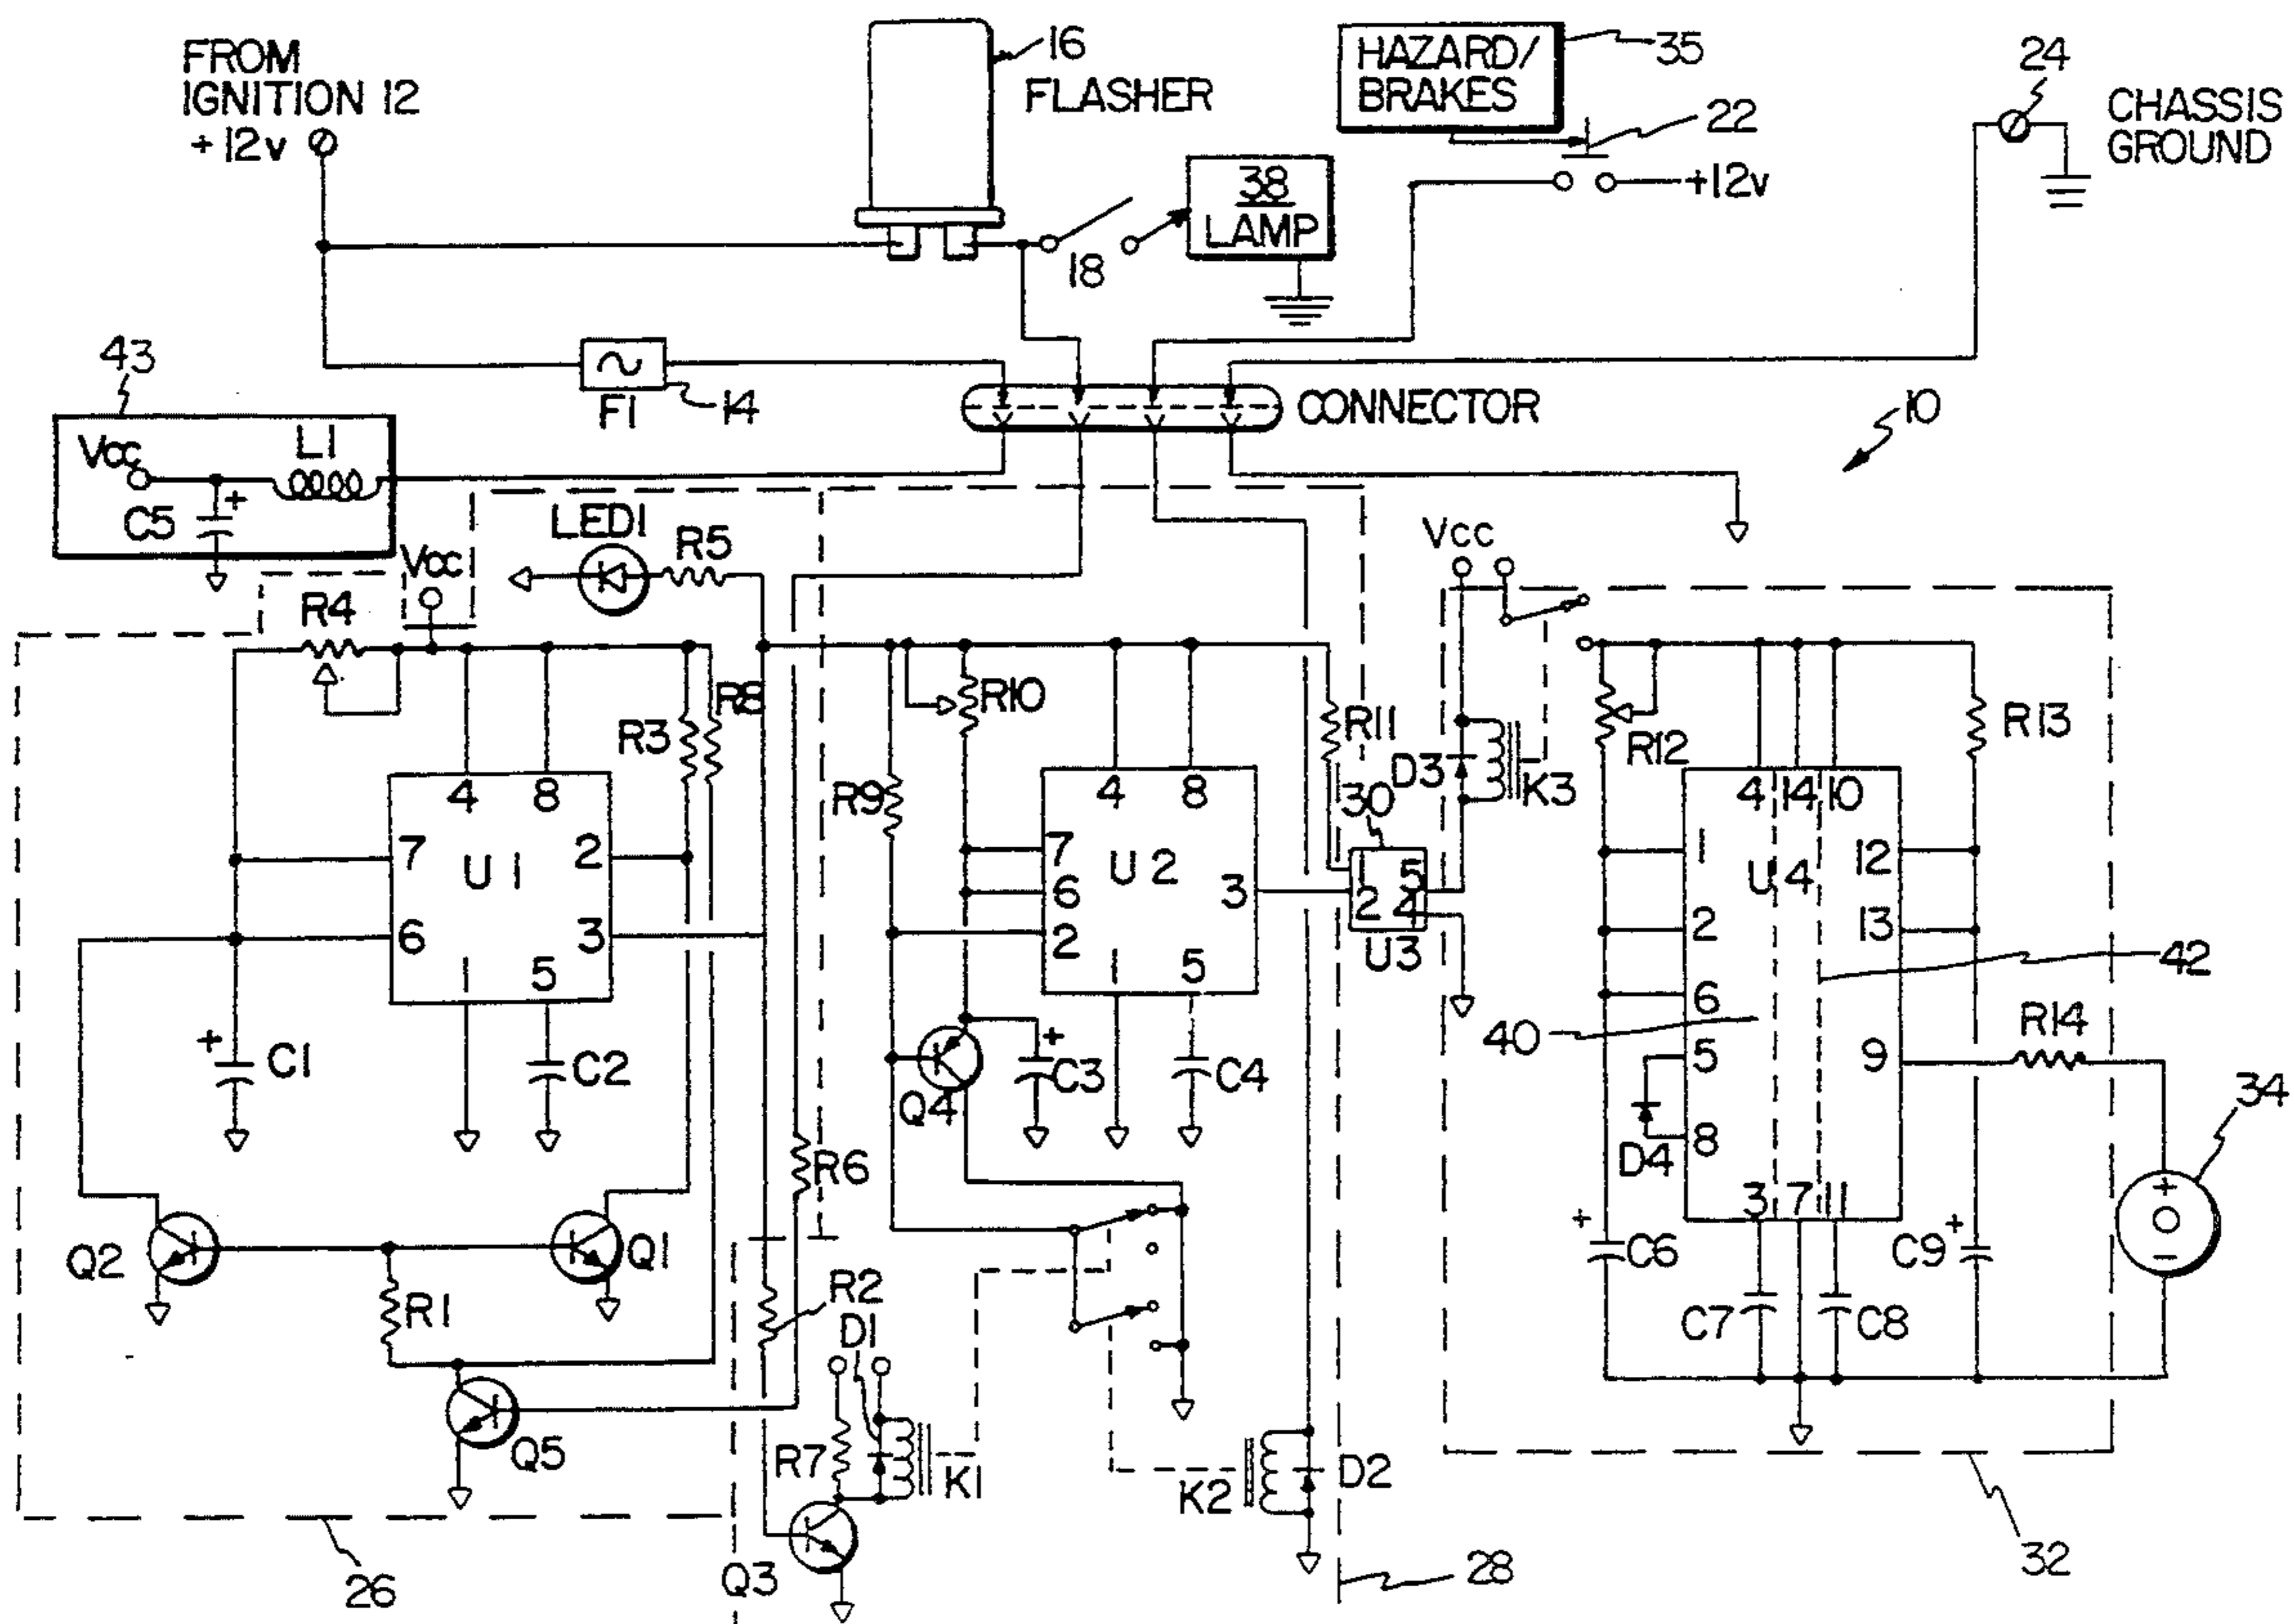 FROM
IGNITION 12
+12v
16
FLASHER
HAZARD/
BRAKES
35
22
+12v
24
CHASSIS
GROUND
38
LAMP
18
43
Vcc
L1
+
C5
F1
14
CONNECTOR
10
LED1
R5
Vcc
Vcc
R4
R3
R8
R10
R9
R11
D3
K3
R12
R13
4
8
7
U1
2
6
3
1
5
+
C1
C2
4
8
7
U2
6
3
2
1
5
30
1
5
2
4
U3
4
14
10
1
U4
12
2
13
6
5
9
8
3
7
11
40
42
R14
34
+
-
D4
+
C6
C7
C8
C9
+
Q4
+
C3
C4
R6
Q2
Q1
R1
Q5
R2
D1
R7
K1
Q3
K2
D2
26
28
32